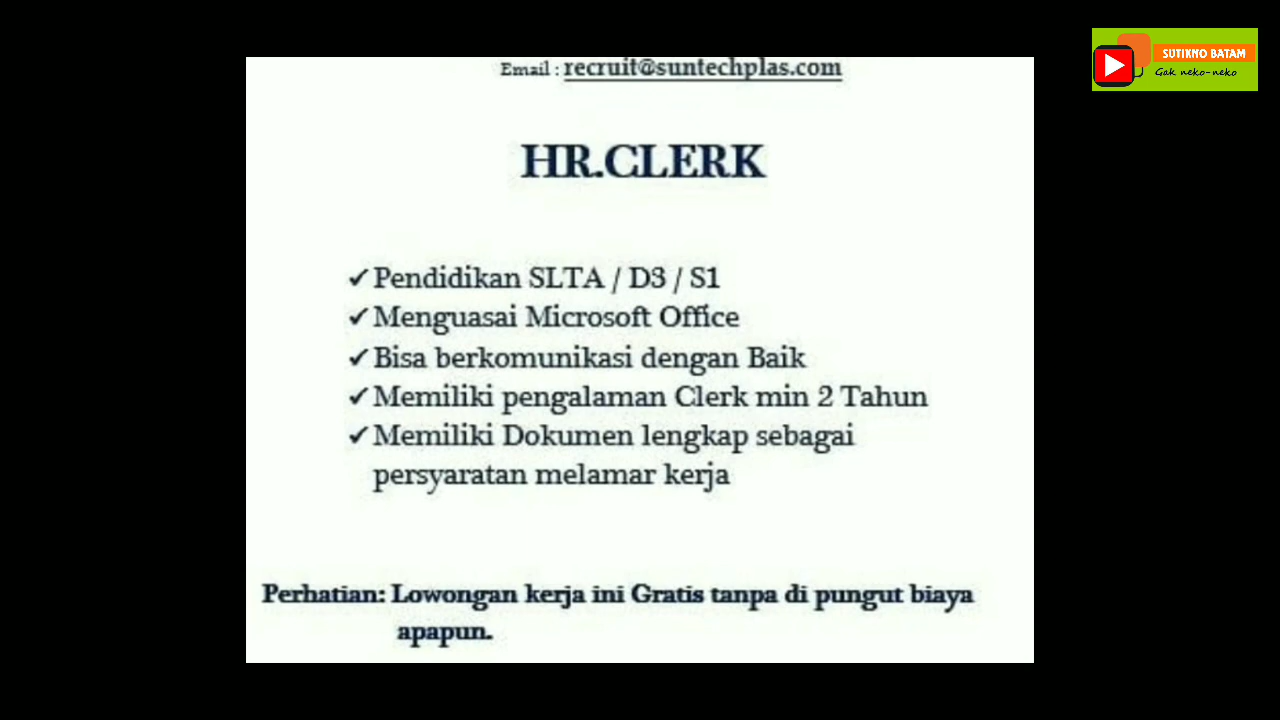 Email : recruit@suntechplas.com
SUTIKNO BATAM
Gak neko-neko
HR.CLERK
✓Pendidikan SLTA / D3 / S1
✓Menguasai Microsoft Office
✓Bisa berkomunikasi dengan Baik
✓Memiliki pengalaman Clerk min 2 Tahun
✓Memiliki Dokumen lengkap sebagai
persyaratan melamar kerja
Perhatian: Lowongan kerja ini Gratis tanpa di pungut biaya
apapun.